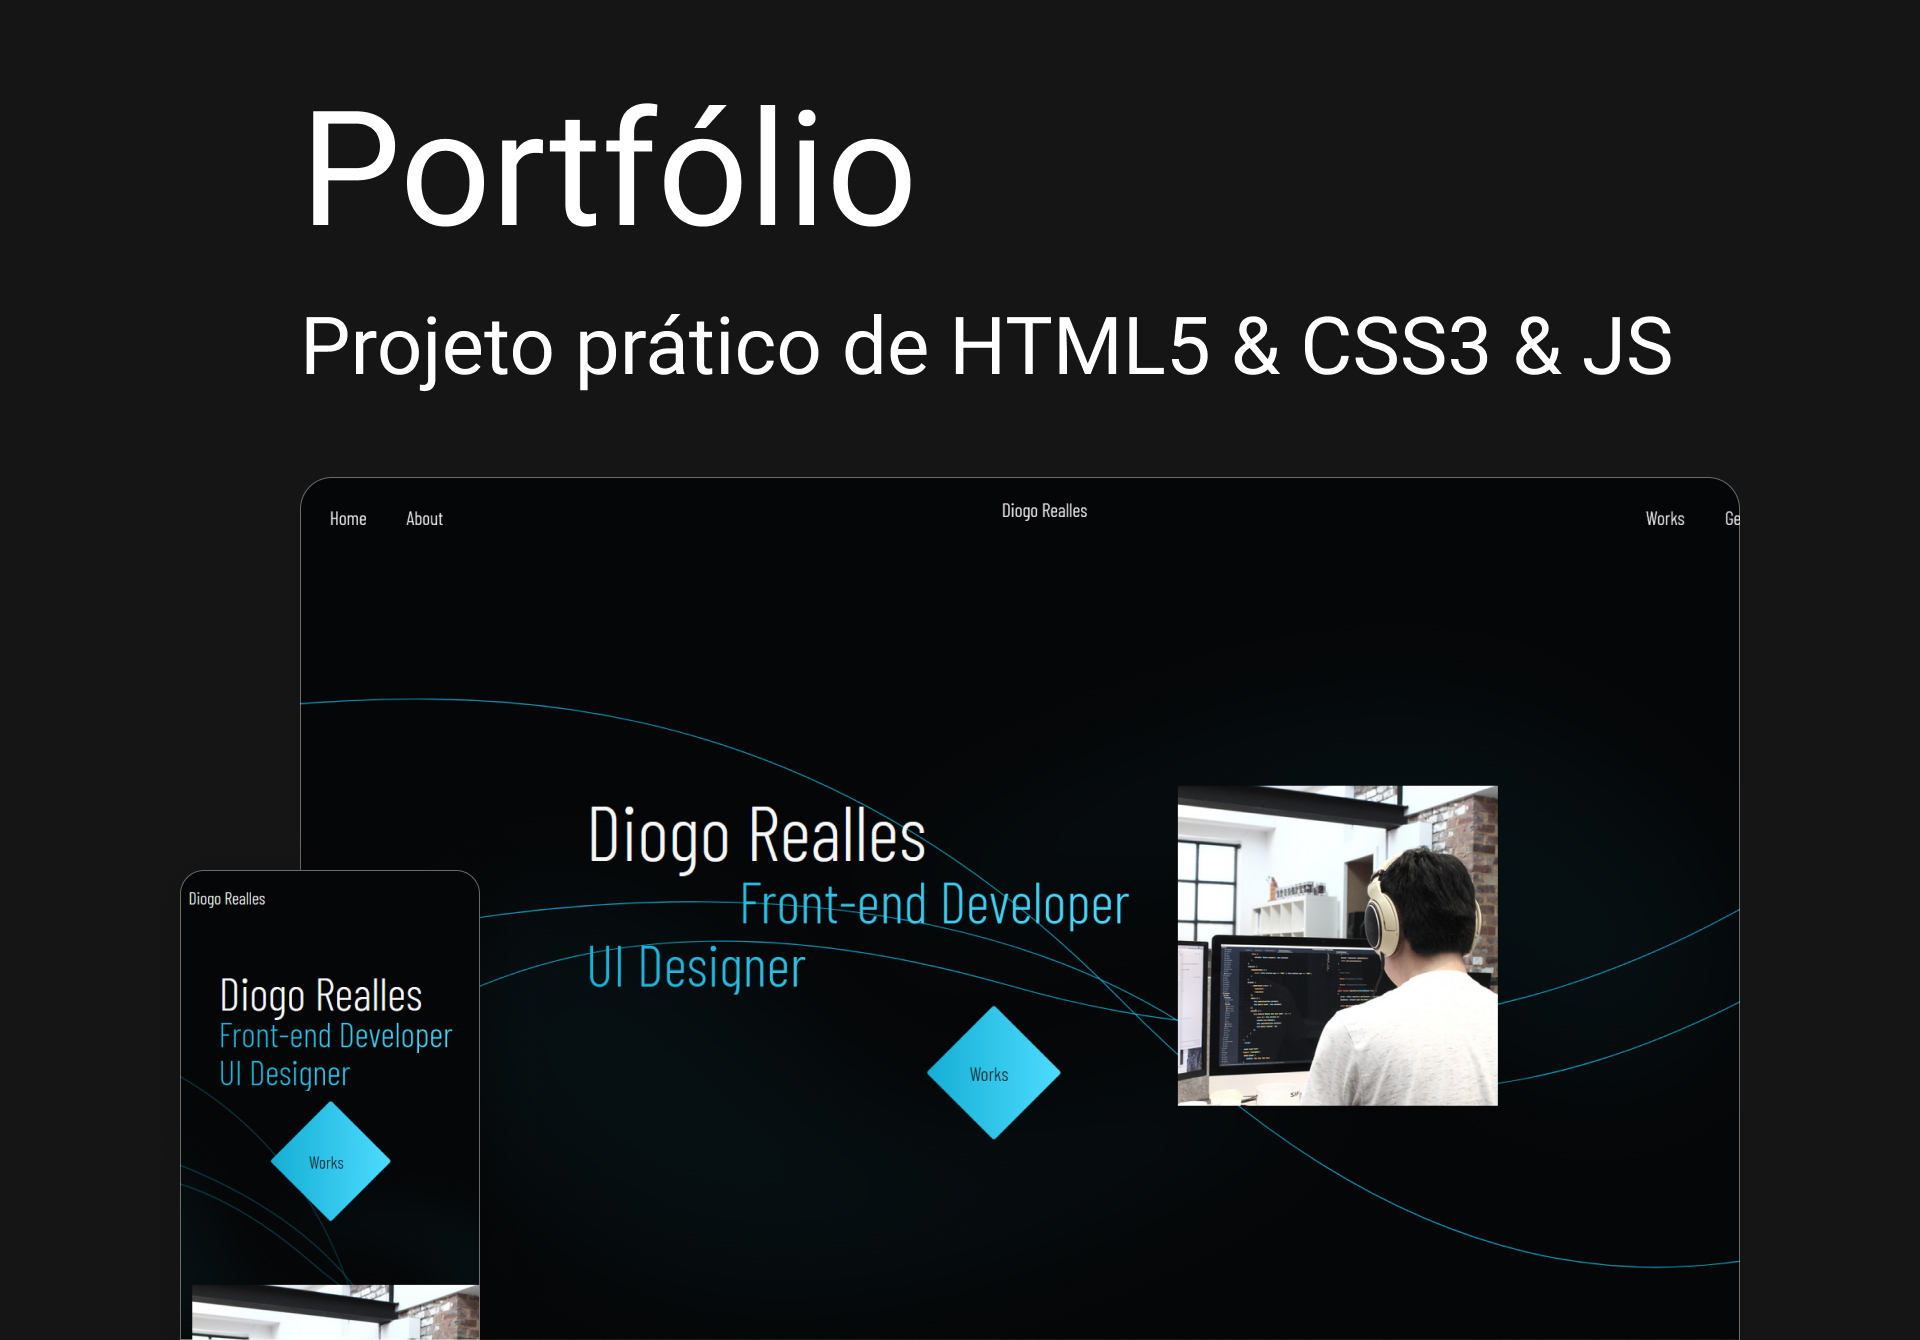 Portfólio
Projeto prático de HTML5 & CSS3 & JS
Home About Diogo Realles Works Ge
Diogo Realles
Front-end Developer
UI Designer
Works
Diogo Realles
Diogo Realles
Front-end Developer
UI Designer
Works